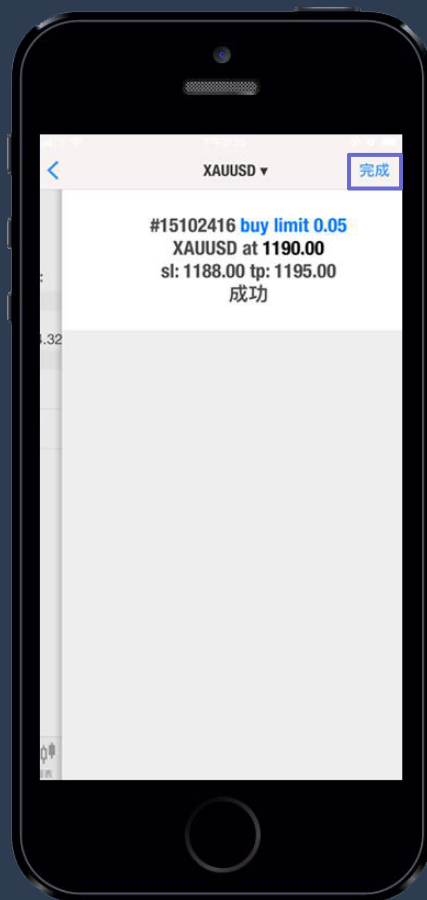 XAUUSD ▾ 完成
#15102416 buy limit 0.05
XAUUSD at 1190.00
sl: 1188.00 tp: 1195.00
成功
.32